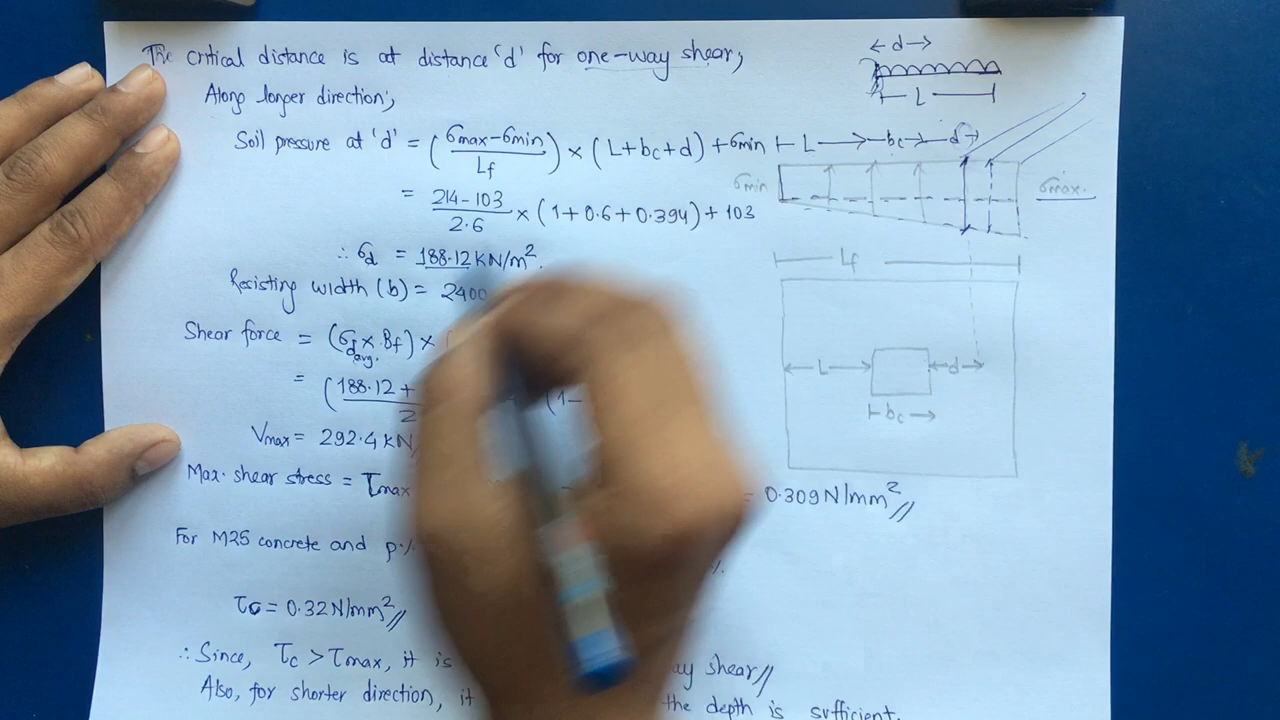 The critical distance is at distance 'd' for one-way shear,
Along longer direction,
Soil pressure at 'd' = (σmax-σmin / Lf) × (L+bc+d) + σmin
= 214-103 / 2.6 × (1+0.6+0.394) + 103
∴ σd = 188.12 KN/m².
Resisting width (b) = 2400
Shear force = (σd avg. × Bf) ×
= (188.12 + / 2 (1-
Vmax = 292.4 KN
Max. shear stress = τmax = 0.309 N/mm² //
For M25 concrete and p%
τc = 0.32 N/mm² //
∴ Since, τc > τmax, it is shear //
Also, for shorter direction, it the depth is sufficient.
← d →
L
L bc d
σmin σmax.
Lf
L d
bc